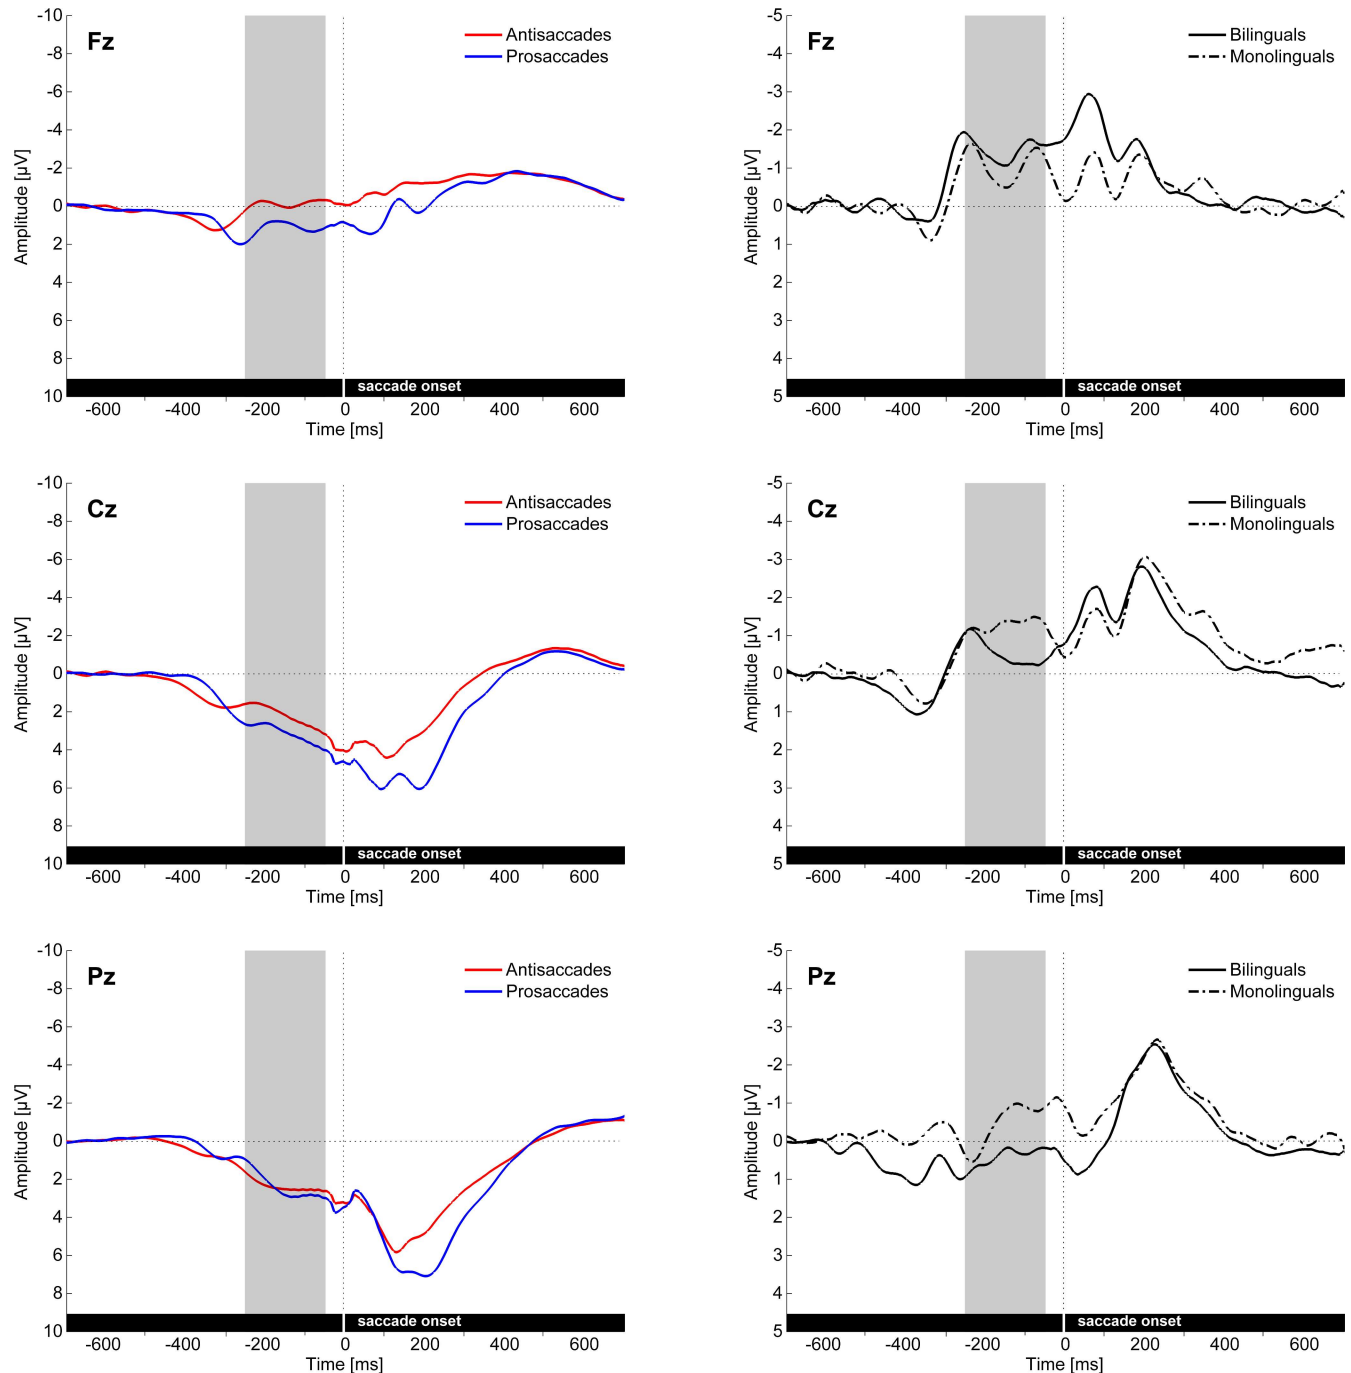 Fz
Antisaccades
Prosaccades
Amplitude [µV]
-10
-8
-6
-4
-2
0
2
4
6
8
10
saccade onset
-600 -400 -200 0 200 400 600
Time [ms]
Fz
Bilinguals
Monolinguals
Amplitude [µV]
-5
-4
-3
-2
-1
0
1
2
3
4
5
saccade onset
-600 -400 -200 0 200 400 600
Time [ms]
Cz
Antisaccades
Prosaccades
Amplitude [µV]
-10
-8
-6
-4
-2
0
2
4
6
8
10
saccade onset
-600 -400 -200 0 200 400 600
Time [ms]
Cz
Bilinguals
Monolinguals
Amplitude [µV]
-5
-4
-3
-2
-1
0
1
2
3
4
5
saccade onset
-600 -400 -200 0 200 400 600
Time [ms]
Pz
Antisaccades
Prosaccades
Amplitude [µV]
-10
-8
-6
-4
-2
0
2
4
6
8
10
saccade onset
-600 -400 -200 0 200 400 600
Time [ms]
Pz
Bilinguals
Monolinguals
Amplitude [µV]
-5
-4
-3
-2
-1
0
1
2
3
4
5
saccade onset
-600 -400 -200 0 200 400 600
Time [ms]